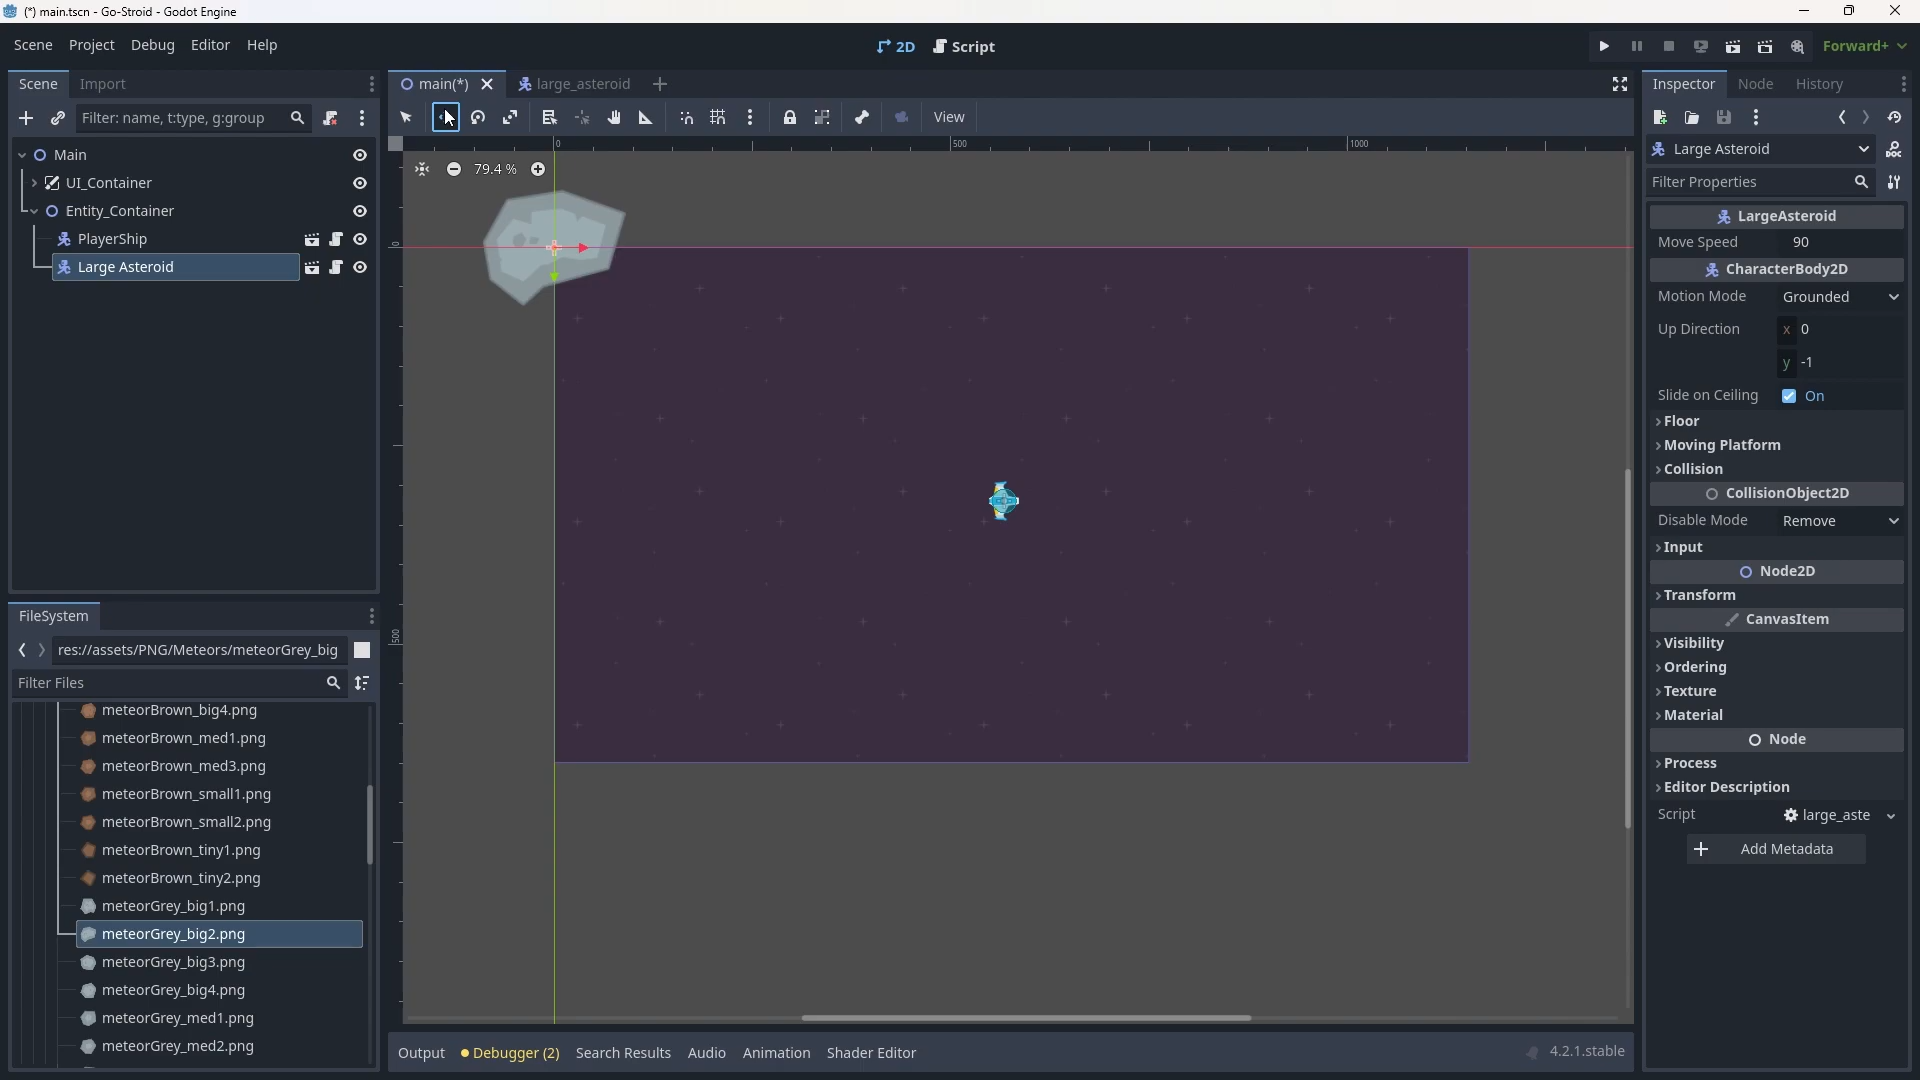 (*) main.tscn - Go-Stroid - Godot Engine
Scene Project Debug Editor Help
2D Script
Forward+
Scene Import
Filter: name, t:type, g:group
Main
UI_Container
Entity_Container
PlayerShip
Large Asteroid
FileSystem
res://assets/PNG/Meteors/meteorGrey_big
Filter Files
meteorBrown_big4.png
meteorBrown_med1.png
meteorBrown_med3.png
meteorBrown_small1.png
meteorBrown_small2.png
meteorBrown_tiny1.png
meteorBrown_tiny2.png
meteorGrey_big1.png
meteorGrey_big2.png
meteorGrey_big3.png
meteorGrey_big4.png
meteorGrey_med1.png
meteorGrey_med2.png
main(*) large_asteroid
View
0 500 1000
79.4 %
0
500
Output Debugger (2) Search Results Audio Animation Shader Editor
4.2.1.stable
Inspector Node History
Large Asteroid
DOC
Filter Properties
LargeAsteroid
Move Speed 90
CharacterBody2D
Motion Mode Grounded
Up Direction x 0
y -1
Slide on Ceiling On
Floor
Moving Platform
Collision
CollisionObject2D
Disable Mode Remove
Input
Node2D
Transform
CanvasItem
Visibility
Ordering
Texture
Material
Node
Process
Editor Description
Script large_aste
Add Metadata